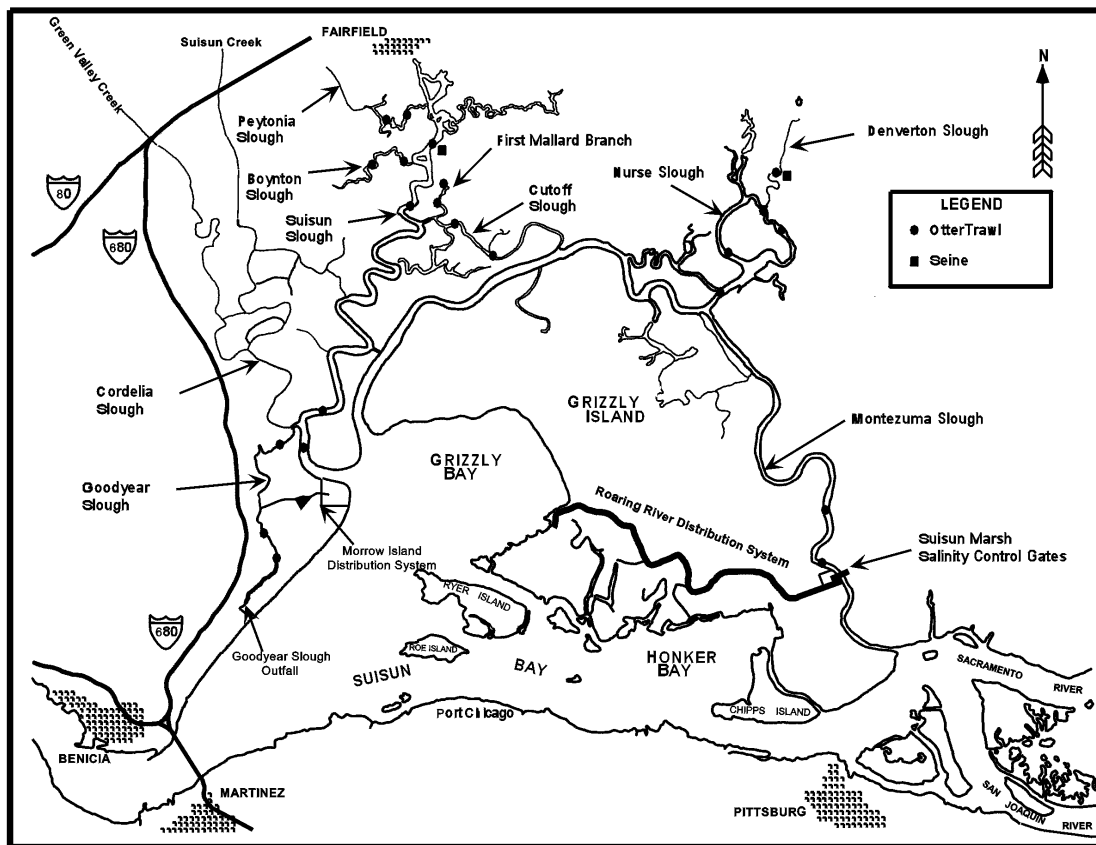 FAIRFIELD
Suisun Creek
Green Valley Creek
N
Peytonia
Slough
First Mallard Branch
Denverton Slough
Boynton
Slough
Nurse Slough
Cutoff
Slough
Suisun
Slough
80
680
LEGEND
OtterTrawl
Seine
Cordelia
Slough
GRIZZLY
ISLAND
Montezuma Slough
GRIZZLY
BAY
Goodyear
Slough
Roaring River Distribution System
Morrow Island
Distribution System
Suisun Marsh
Salinity Control Gates
RYER ISLAND
680
ROE ISLAND
Goodyear Slough
Outfall
SUISUN
BAY
HONKER
BAY
SACRAMENTO
RIVER
Port Chicago
CHIPPS ISLAND
BENICIA
MARTINEZ
PITTSBURG
SAN
JOAQUIN
RIVER